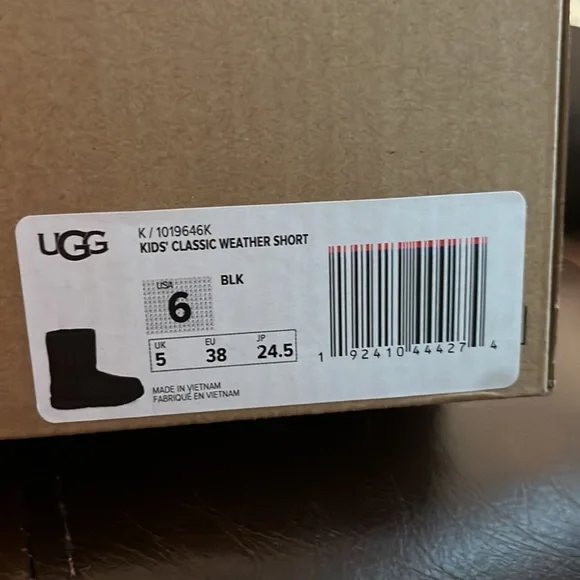 UGG
K / 1019646K
KIDS' CLASSIC WEATHER SHORT
USA
6
BLK
UK
5
EU
38
JP
24.5
1 92410 44427 4
MADE IN VIETNAM
FABRIQUÉ EN VIETNAM